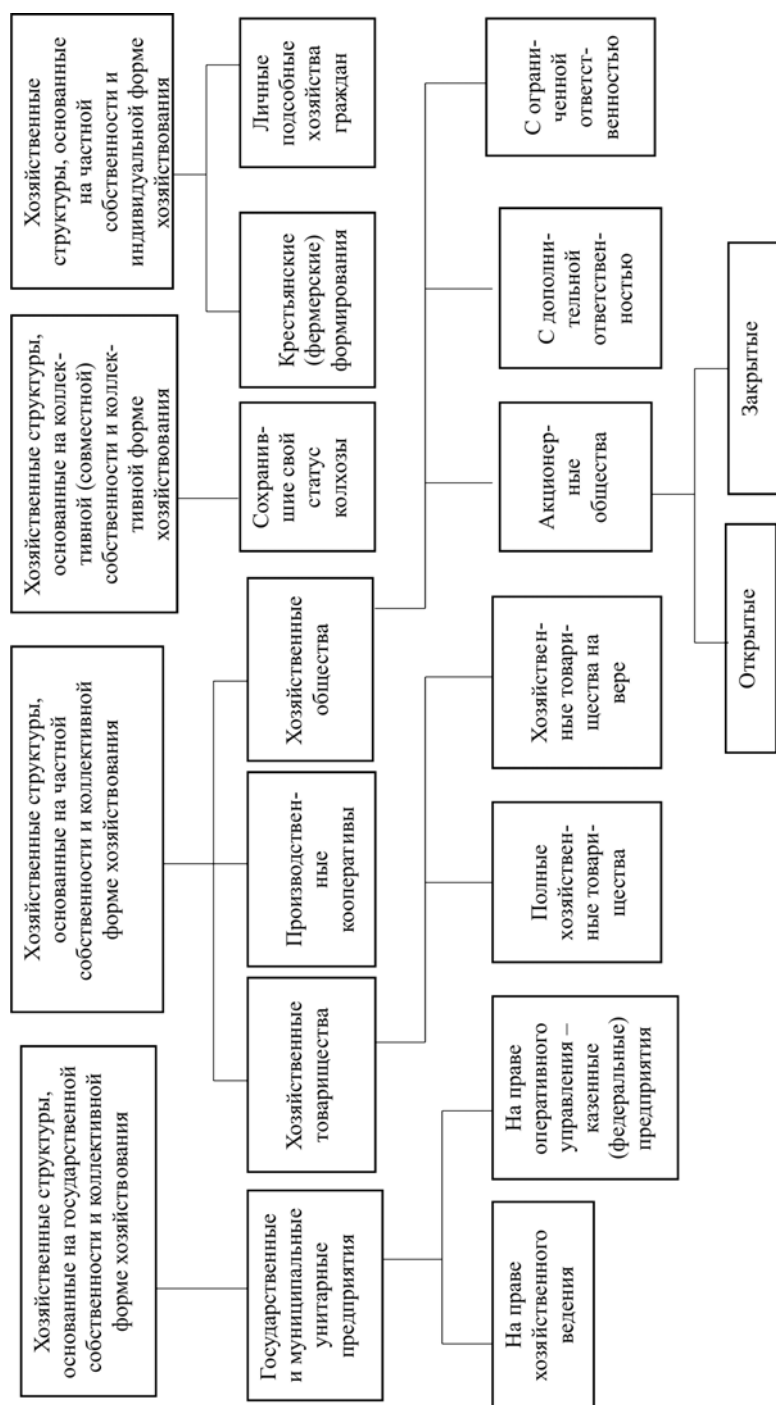 Хозяйственные структуры,
основанные на государственной
собственности и коллективной
форме хозяйствования
Хозяйственные структуры,
основанные на частной
собственности и коллективной
форме хозяйствования
Хозяйственные структуры,
основанные на коллек-
тивной (совместной)
собственности и коллек-
тивной форме
хозяйствования
Хозяйственные
структуры, основанные
на частной
собственности и
индивидуальной форме
хозяйствования
Государственные
и муниципальные
унитарные
предприятия
Хозяйственные
товарищества
Производствен-
ные
кооперативы
Хозяйственные
общества
Сохранив-
шие свой
статус
колхозы
Крестьянские
(фермерские)
формирования
Личные
подсобные
хозяйства
граждан
На праве
хозяйственного
ведения
На праве
оперативного
управления –
казенные
(федеральные)
предприятия
Полные
хозяйствен-
ные товари-
щества
Хозяйствен-
ные товари-
щества на
вере
Акционер-
ные
общества
С дополни-
тельной
ответствен-
ностью
С ограни-
ченной
ответст-
венностью
Открытые
Закрытые